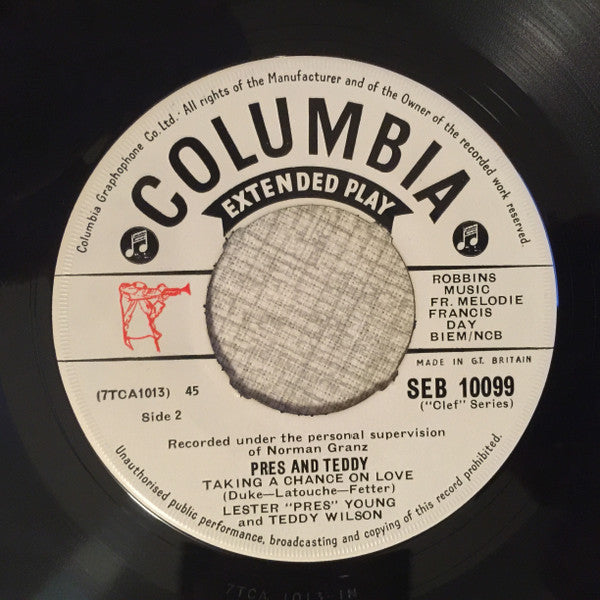 Columbia Graphophone Co. Ltd. · All rights of the Manufacturer and of the Owner of the recorded work reserved.
COLUMBIA
EXTENDED PLAY
ROBBINS
MUSIC
FR. MELODIE
FRANCIS
DAY
BIEM/NCB
MADE IN GT. BRITAIN
(7TCA1013) 45
SEB 10099
Side 2
("Clef" Series)
Recorded under the personal supervision
of Norman Granz
PRES AND TEDDY
TAKING A CHANCE ON LOVE
(Duke—Latouche—Fetter)
LESTER "PRES" YOUNG
and TEDDY WILSON
Unauthorised public performance, broadcasting and copying of this record prohibited.
7TCA 1013-1N